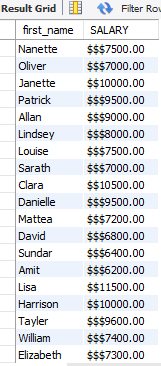 Result Grid Filter Ro
first_name SALARY
Nanette $$$7500.00
Oliver $$$7000.00
Janette $$10000.00
Patrick $$$9500.00
Allan $$$9000.00
Lindsey $$$8000.00
Louise $$$7500.00
Sarath $$$7000.00
Clara $$10500.00
Danielle $$$9500.00
Mattea $$$7200.00
David $$$6800.00
Sundar $$$6400.00
Amit $$$6200.00
Lisa $$11500.00
Harrison $$10000.00
Tayler $$$9600.00
William $$$7400.00
Elizabeth $$$7300.00